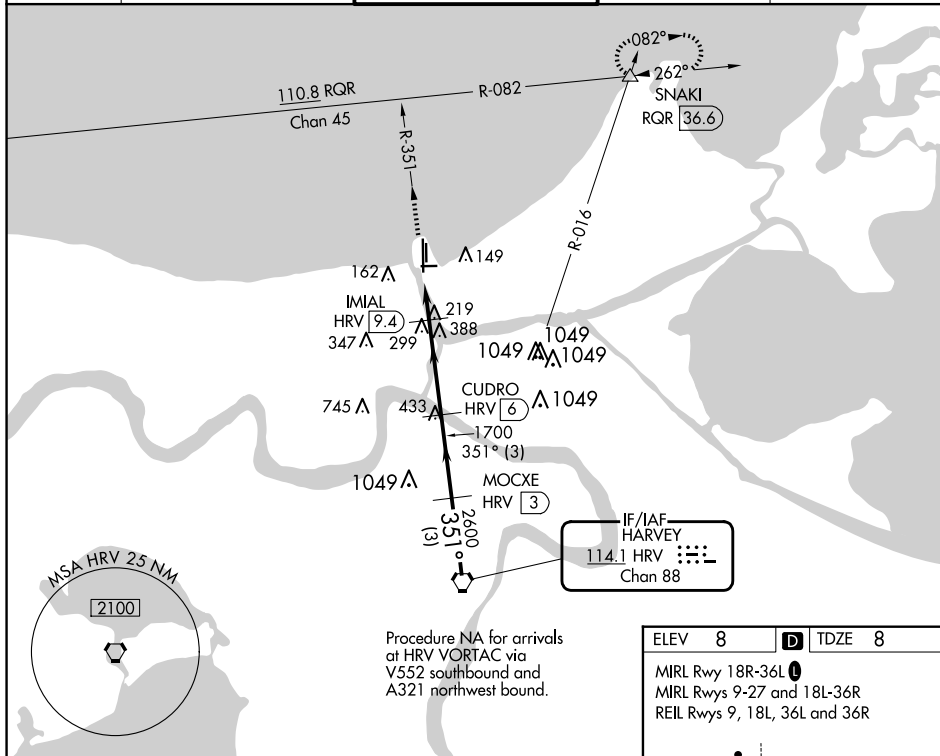 082°
262°
SNAKI
RQR 36.6
110.8 RQR
Chan 45
R-082
R-351
R-016
149
162
IMIAL
HRV 9.4
219
388
347
299
1049
1049
1049
CUDRO
HRV 6
1049
745
433
1700
351° (3)
1049
MOCXE
HRV 3
2600
351°
(3)
IF/IAF
HARVEY
114.1 HRV
Chan 88
MSA HRV 25 NM
2100
Procedure NA for arrivals
at HRV VORTAC via
V552 southbound and
A321 northwest bound.
ELEV 8 D TDZE 8
MIRL Rwy 18R-36L L
MIRL Rwys 9-27 and 18L-36R
REIL Rwys 9, 18L, 36L and 36R